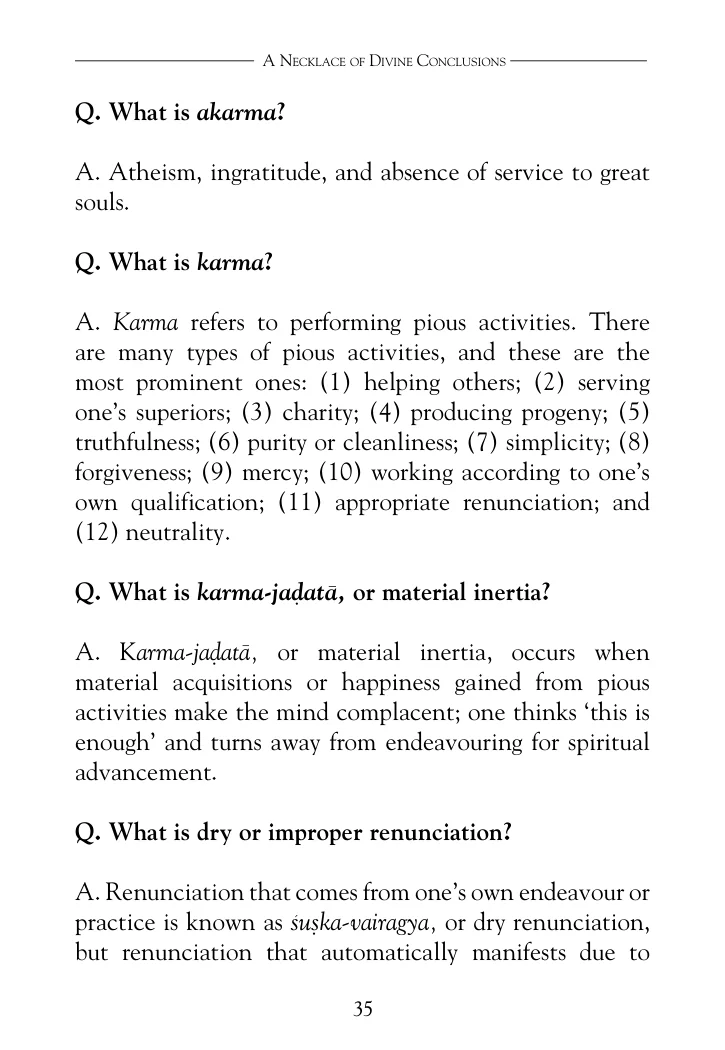 A Necklace of Divine Conclusions
Q. What is akarma?
A. Atheism, ingratitude, and absence of service to great
souls.
Q. What is karma?
A. Karma refers to performing pious activities. There
are many types of pious activities, and these are the
most prominent ones: (1) helping others; (2) serving
one’s superiors; (3) charity; (4) producing progeny; (5)
truthfulness; (6) purity or cleanliness; (7) simplicity; (8)
forgiveness; (9) mercy; (10) working according to one’s
own qualification; (11) appropriate renunciation; and
(12) neutrality.
Q. What is karma-jaḍatā, or material inertia?
A. Karma-jaḍatā, or material inertia, occurs when
material acquisitions or happiness gained from pious
activities make the mind complacent; one thinks ‘this is
enough’ and turns away from endeavouring for spiritual
advancement.
Q. What is dry or improper renunciation?
A. Renunciation that comes from one’s own endeavour or
practice is known as śuṣka-vairagya, or dry renunciation,
but renunciation that automatically manifests due to
35